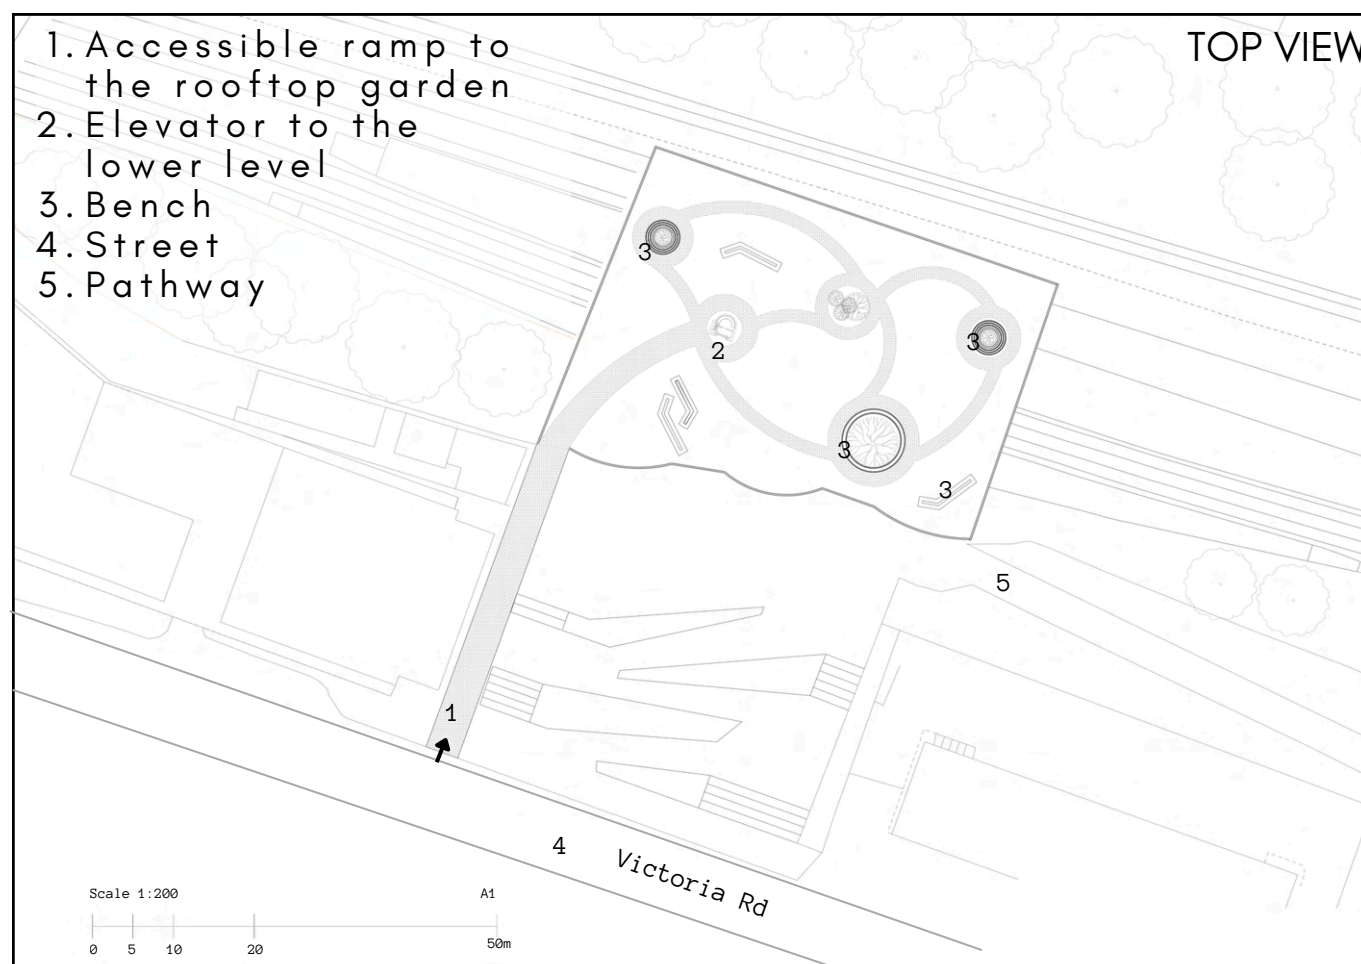 1. Accessible ramp to
the rooftop garden
2. Elevator to the
lower level
3. Bench
4. Street
5. Pathway
TOP VIEW
3
3
2
3
3
5
1
4
Victoria Rd
Scale 1:200
A1
0 5 10 20 50m